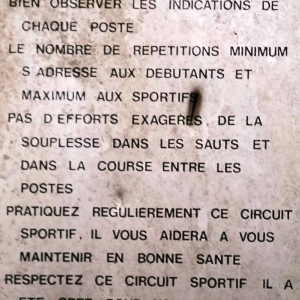 BIEN OBSERVER LES INDICATIONS DE
CHAQUE POSTE
LE NOMBRE DE REPETITIONS MINIMUM
S'ADRESSE AUX DEBUTANTS ET
MAXIMUM AUX SPORTIFS
PAS D'EFFORTS EXAGERES, DE LA
SOUPLESSE DANS LES SAUTS ET
DANS LA COURSE ENTRE LES
POSTES
PRATIQUEZ REGULIEREMENT CE CIRCUIT
SPORTIF, IL VOUS AIDERA A VOUS
MAINTENIR EN BONNE SANTE
RESPECTEZ CE CIRCUIT SPORTIF IL A